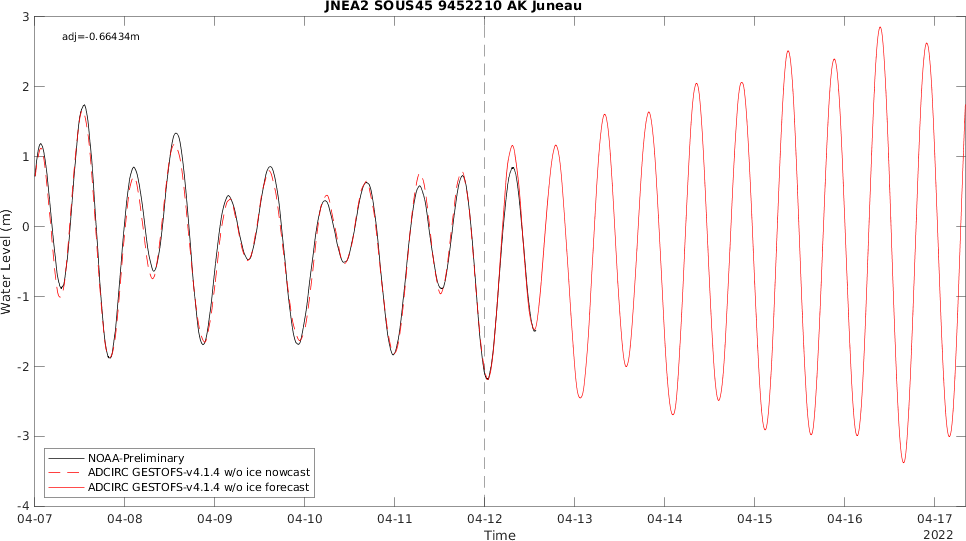 JNEA2 SOUS45 9452210 AK Juneau
adj=-0.66434m
3
2
1
0
-1
-2
-3
-4
Water Level (m)
NOAA-Preliminary
ADCIRC GESTOFS-v4.1.4 w/o ice nowcast
ADCIRC GESTOFS-v4.1.4 w/o ice forecast
04-07 04-08 04-09 04-10 04-11 04-12 04-13 04-14 04-15 04-16 04-17
Time
2022